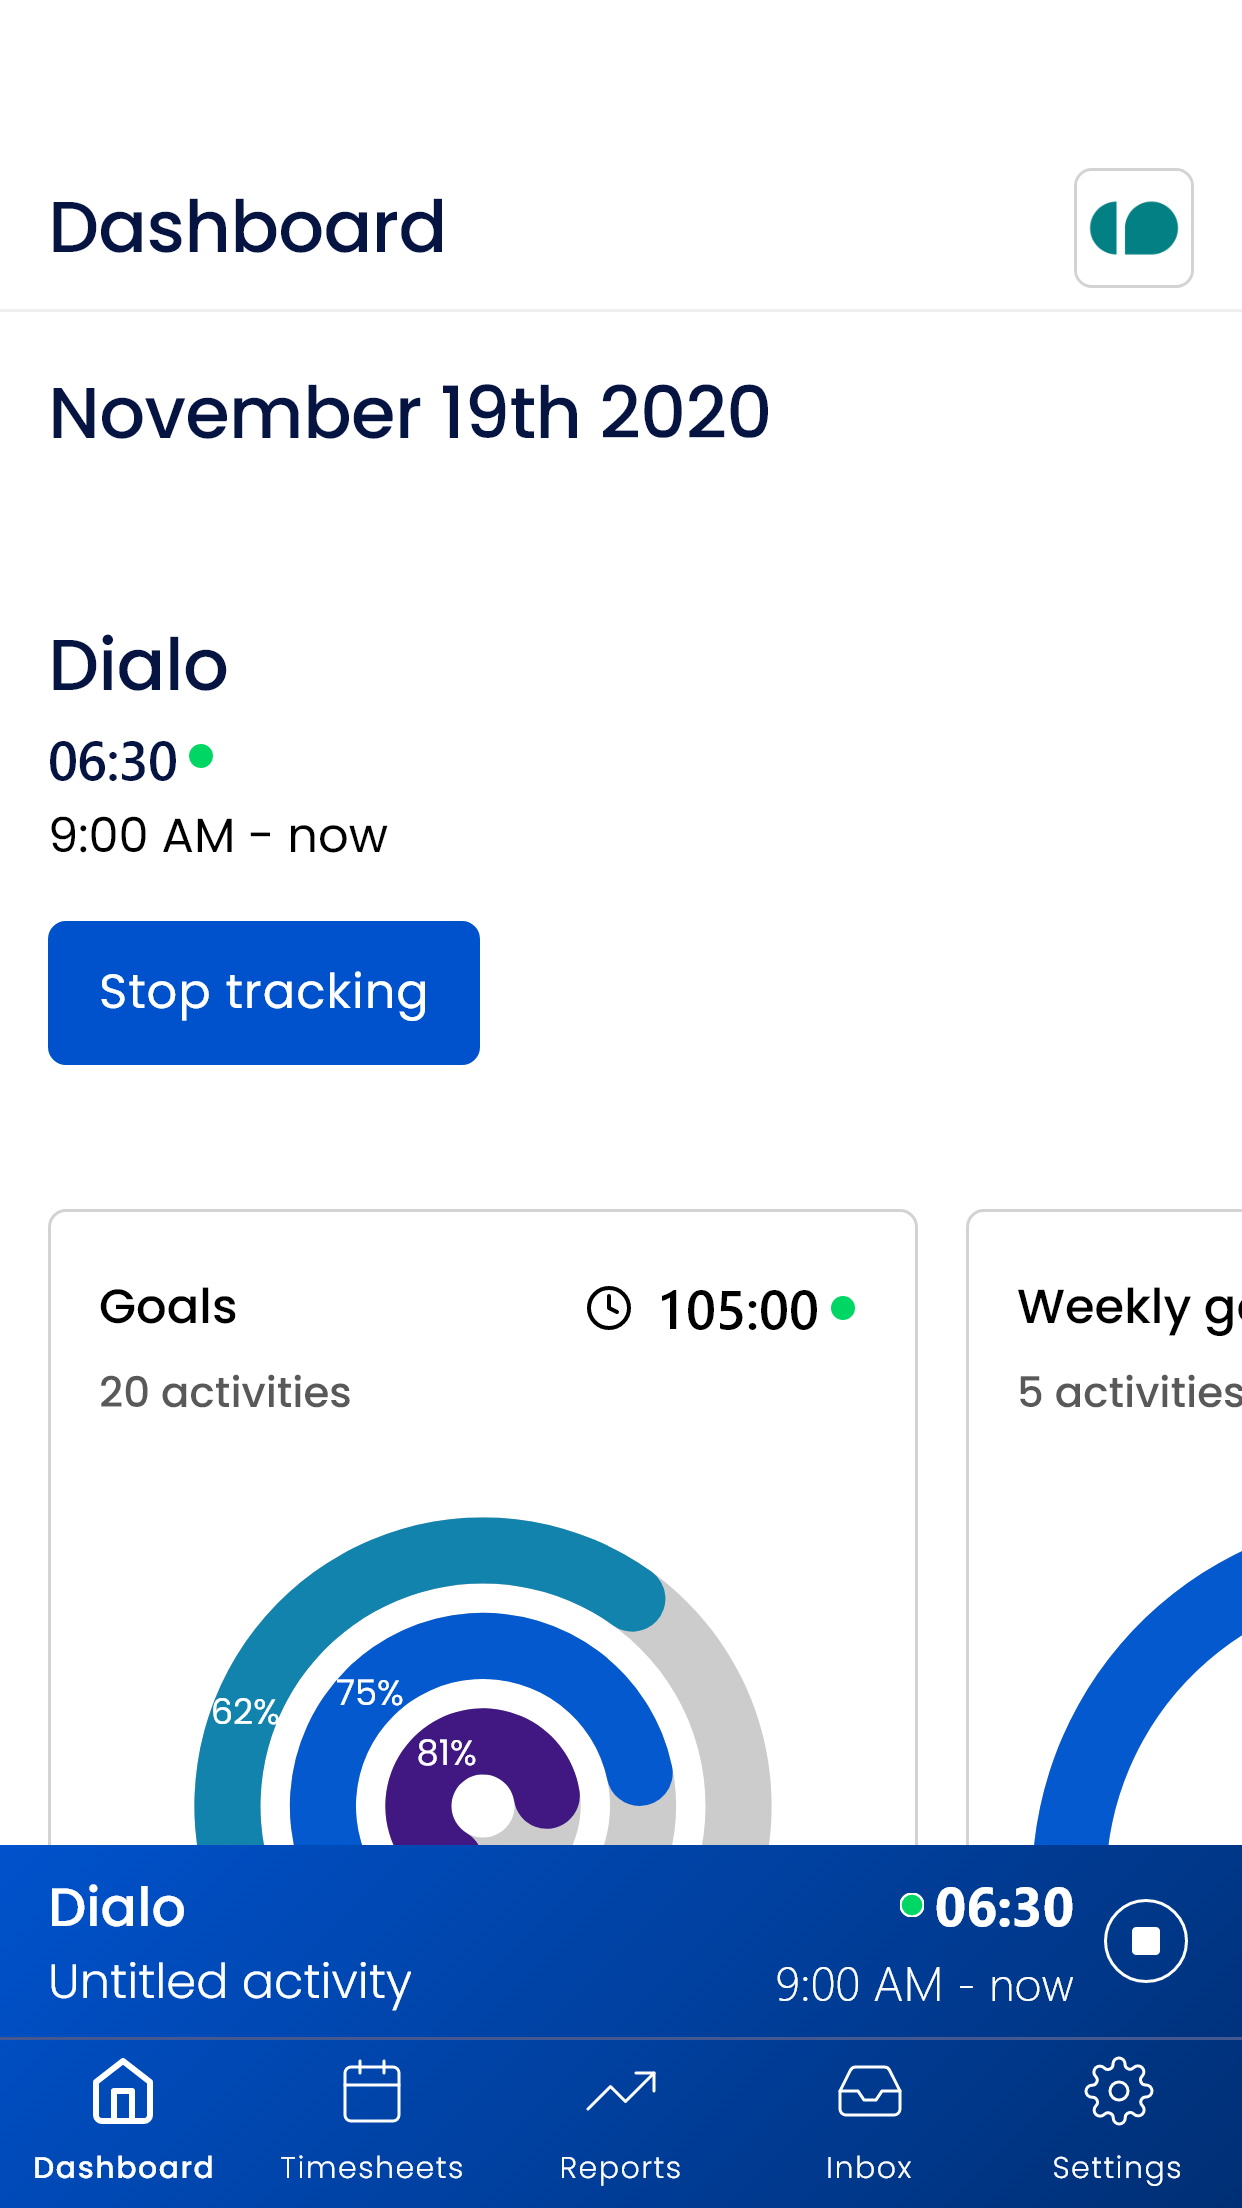 Dashboard
November 19th 2020
Dialo
06:30
9:00 AM - now
Stop tracking
Goals
105:00
20 activities
62%
75%
81%
Weekly
5 activities
Dialo
06:30
Untitled activity
9:00 AM - now
Dashboard
Timesheets
Reports
Inbox
Settings